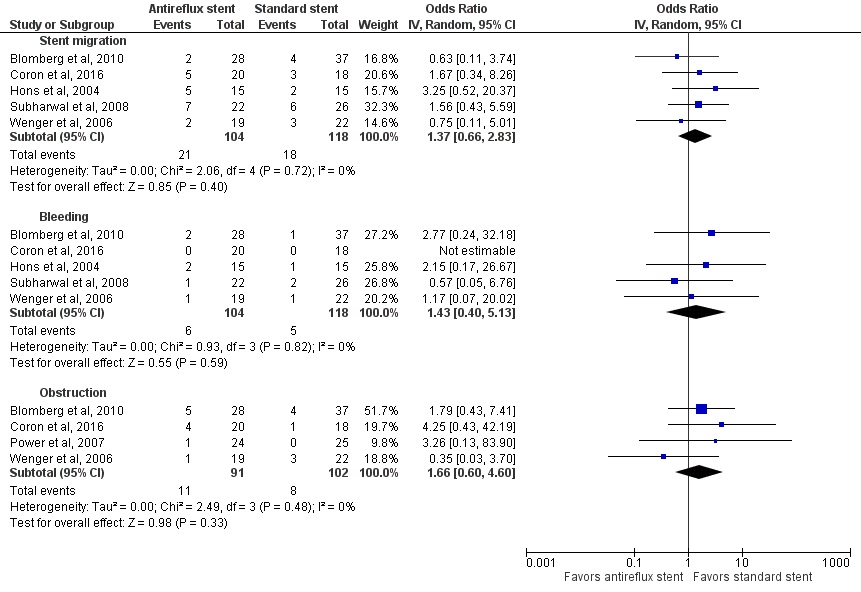 Antireflux stent Standard stent Odds Ratio Odds Ratio
Study or Subgroup Events Total Events Total Weight IV, Random, 95% CI IV, Random, 95% CI
Stent migration
Blomberg et al, 2010 2 28 4 37 16.8% 0.63 [0.11, 3.74]
Coron et al, 2016 5 20 3 18 20.6% 1.67 [0.34, 8.26]
Hons et al, 2004 5 15 2 15 15.7% 3.25 [0.52, 20.37]
Subharwal et al, 2008 7 22 6 26 32.3% 1.56 [0.43, 5.59]
Wenger et al, 2006 2 19 3 22 14.6% 0.75 [0.11, 5.01]
Subtotal (95% CI) 104 118 100.0% 1.37 [0.66, 2.83]
Total events 21 18
Heterogeneity: Tau² = 0.00; Chi² = 2.06, df = 4 (P = 0.72); I² = 0%
Test for overall effect: Z = 0.85 (P = 0.40)
Bleeding
Blomberg et al, 2010 2 28 1 37 27.2% 2.77 [0.24, 32.18]
Coron et al, 2016 0 20 0 18 Not estimable
Hons et al, 2004 2 15 1 15 25.8% 2.15 [0.17, 26.67]
Subharwal et al, 2008 1 22 2 26 26.8% 0.57 [0.05, 6.76]
Wenger et al, 2006 1 19 1 22 20.2% 1.17 [0.07, 20.02]
Subtotal (95% CI) 104 118 100.0% 1.43 [0.40, 5.13]
Total events 6 5
Heterogeneity: Tau² = 0.00; Chi² = 0.93, df = 3 (P = 0.82); I² = 0%
Test for overall effect: Z = 0.55 (P = 0.59)
Obstruction
Blomberg et al, 2010 5 28 4 37 51.7% 1.79 [0.43, 7.41]
Coron et al, 2016 4 20 1 18 19.7% 4.25 [0.43, 42.19]
Power et al, 2007 1 24 0 25 9.8% 3.26 [0.13, 83.90]
Wenger et al, 2006 1 19 3 22 18.8% 0.35 [0.03, 3.70]
Subtotal (95% CI) 91 102 100.0% 1.66 [0.60, 4.60]
Total events 11 8
Heterogeneity: Tau² = 0.00; Chi² = 2.49, df = 3 (P = 0.48); I² = 0%
Test for overall effect: Z = 0.98 (P = 0.33)
0.001 0.1 1 10 1000
Favors antireflux stent Favors standard stent